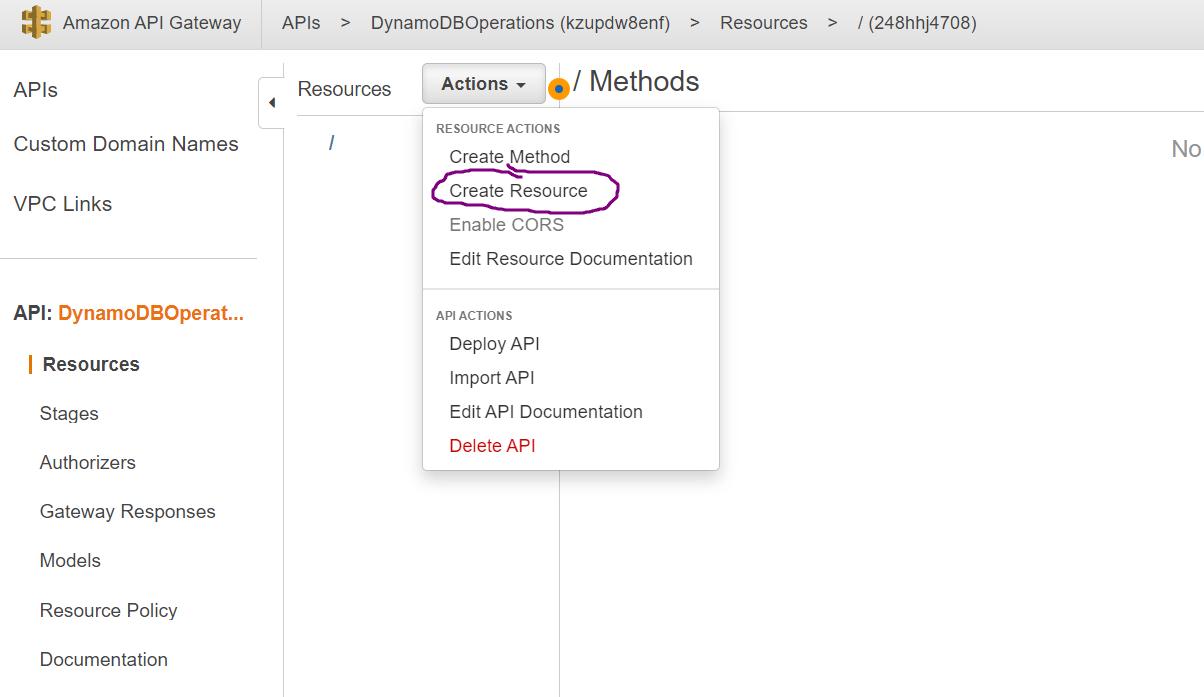 Amazon API Gateway APIs > DynamoDBOperations (kzupdw8enf) > Resources > / (248hhj4708)
APIs
Custom Domain Names
VPC Links
API: DynamoDBOperat...
Resources
Stages
Authorizers
Gateway Responses
Models
Resource Policy
Documentation
Resources Actions / Methods
/
RESOURCE ACTIONS
Create Method
Create Resource
Enable CORS
Edit Resource Documentation
API ACTIONS
Deploy API
Import API
Edit API Documentation
Delete API
No